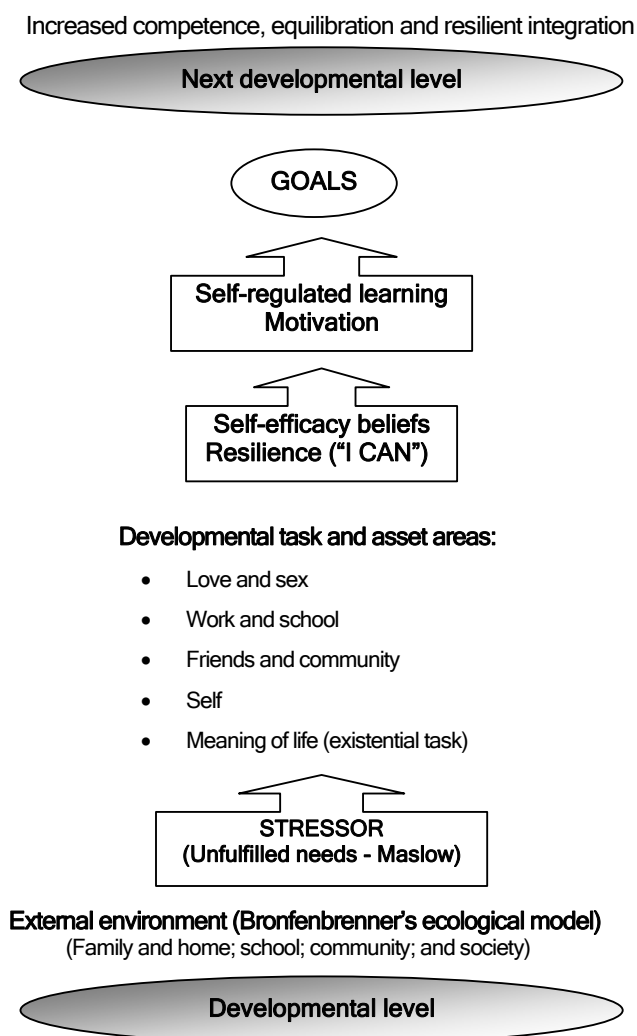 Increased competence, equilibration and resilient integration
Next developmental level
GOALS
Self-regulated learning
Motivation
Self-efficacy beliefs
Resilience (“I CAN”)
Developmental task and asset areas:
• Love and sex
• Work and school
• Friends and community
• Self
• Meaning of life (existential task)
STRESSOR
(Unfulfilled needs - Maslow)
External environment (Bronfenbrenner’s ecological model)
(Family and home; school; community; and society)
Developmental level